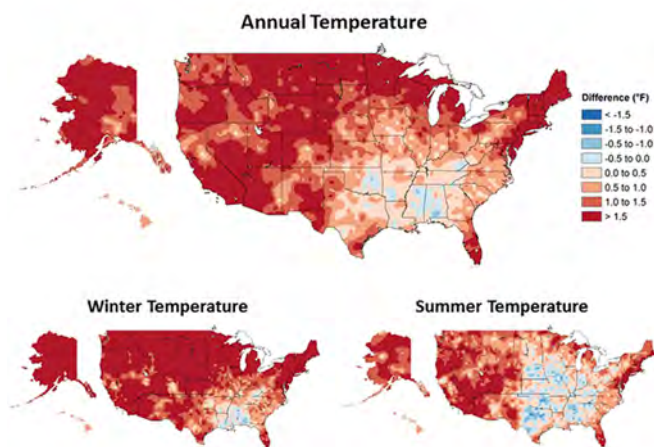 Annual Temperature
Difference (°F)
< -1.5
-1.5 to -1.0
-0.5 to -1.0
-0.5 to 0.0
0.0 to 0.5
0.5 to 1.0
1.0 to 1.5
> 1.5
Winter Temperature
Summer Temperature